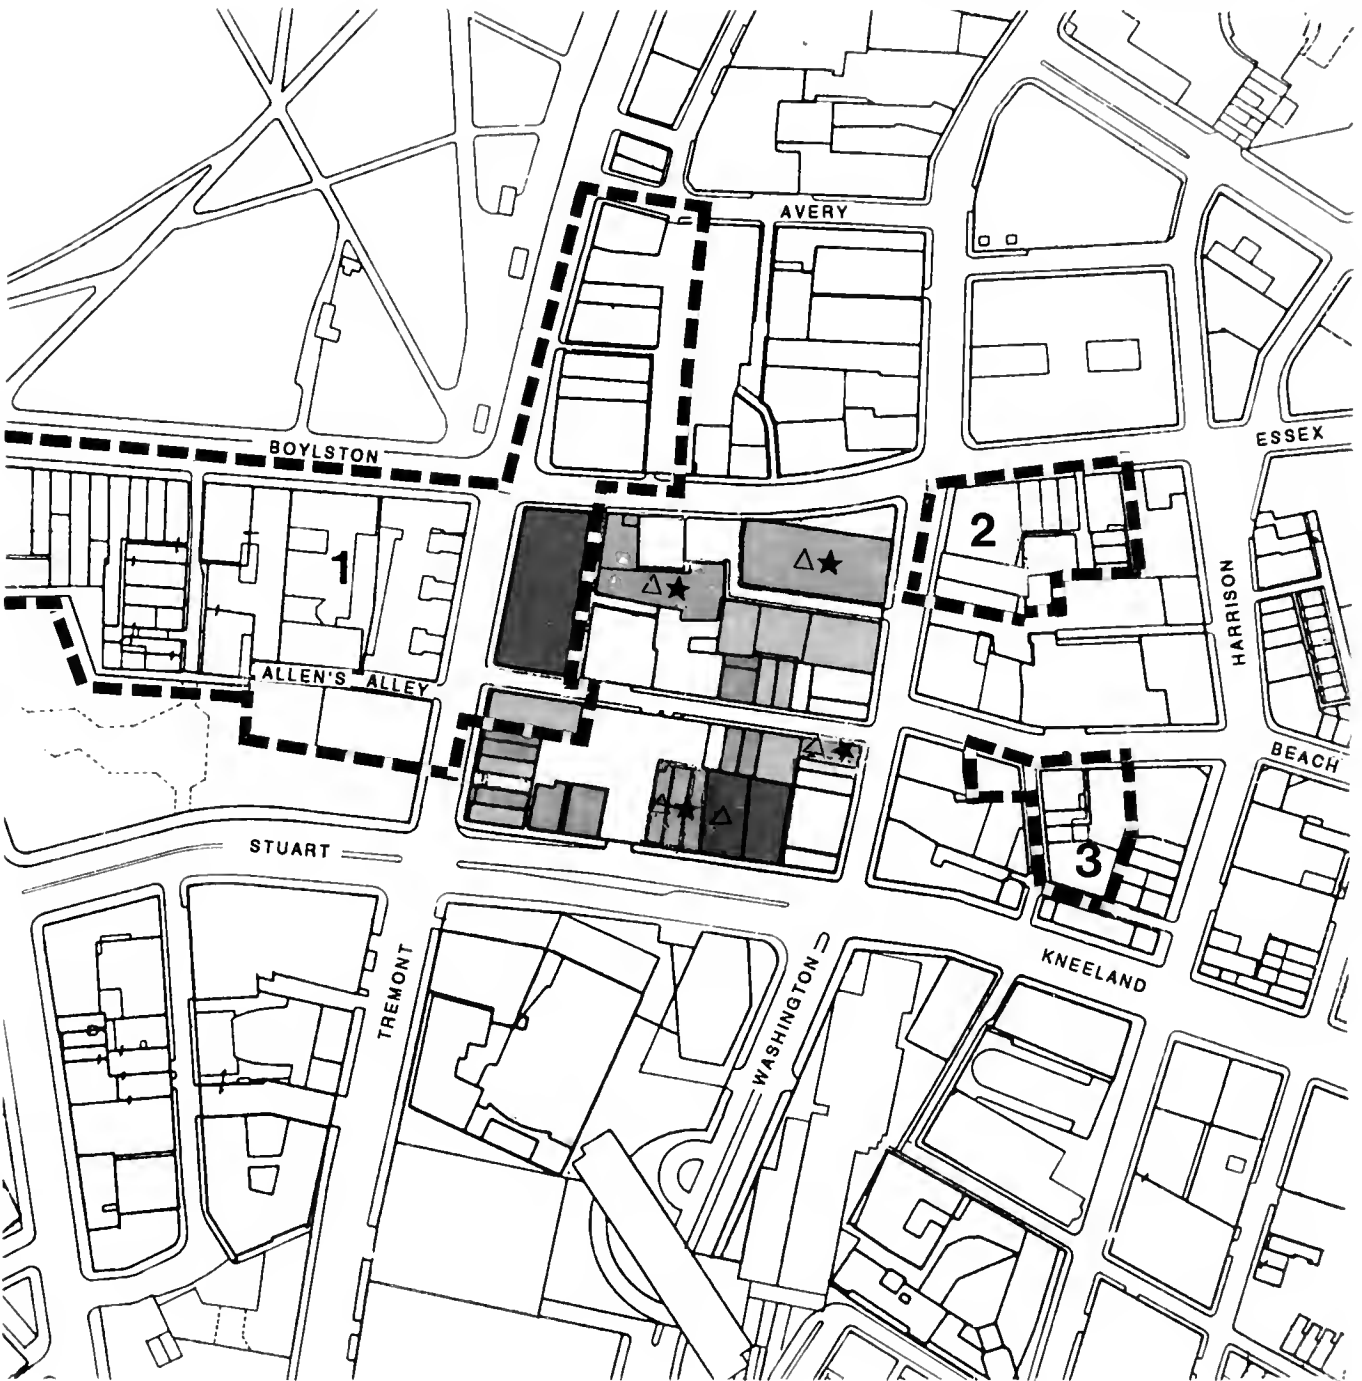 AVERY
BOYLSTON
ESSEX
2
1
HARRISON
ALLEN'S ALLEY
BEACH
STUART
3
TREMONT
WASHINGTON
KNEELAND